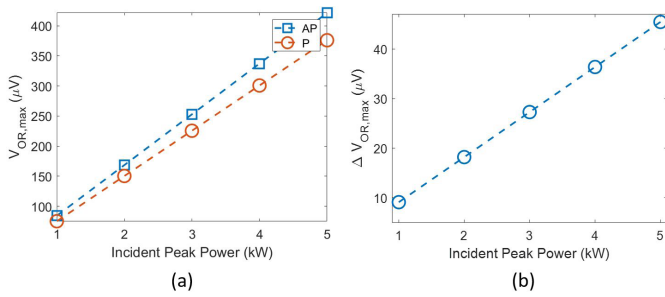 400
350
300
250
200
150
100
V_OR,max (μV)
AP
P
1 2 3 4 5
Incident Peak Power (kW)
(a)
40
30
20
10
Δ V_OR,max (μV)
1 2 3 4 5
Incident Peak Power (kW)
(b)